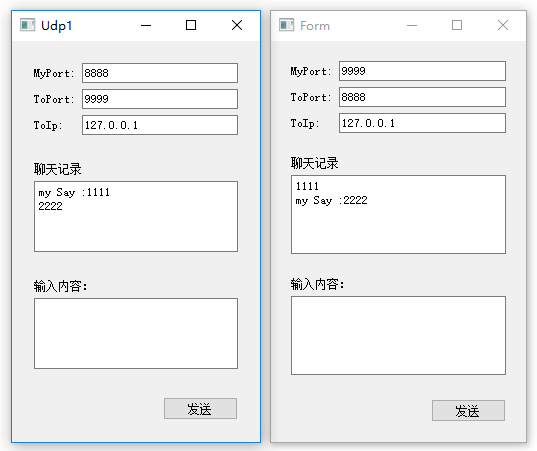 Udp1
MyPort: 8888
ToPort: 9999
ToIp: 127.0.0.1
聊天记录
my Say :1111
2222
输入内容:
发送
Form
MyPort: 9999
ToPort: 8888
ToIp: 127.0.0.1
聊天记录
1111
my Say :2222
输入内容:
发送